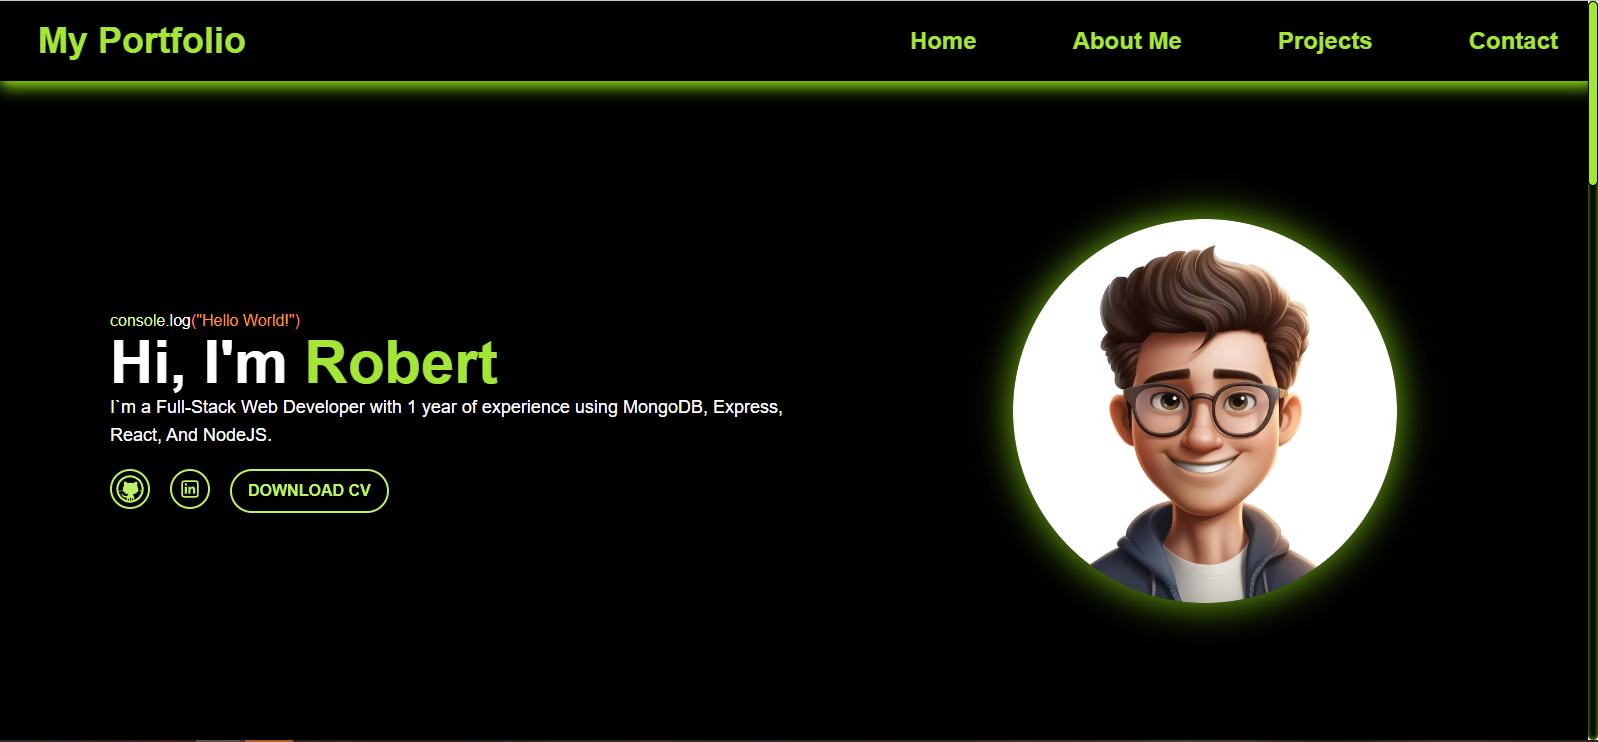 My Portfolio
Home
About Me
Projects
Contact
console.log("Hello World!")
Hi, I'm Robert
I`m a Full-Stack Web Developer with 1 year of experience using MongoDB, Express,
React, And NodeJS.
in
DOWNLOAD CV